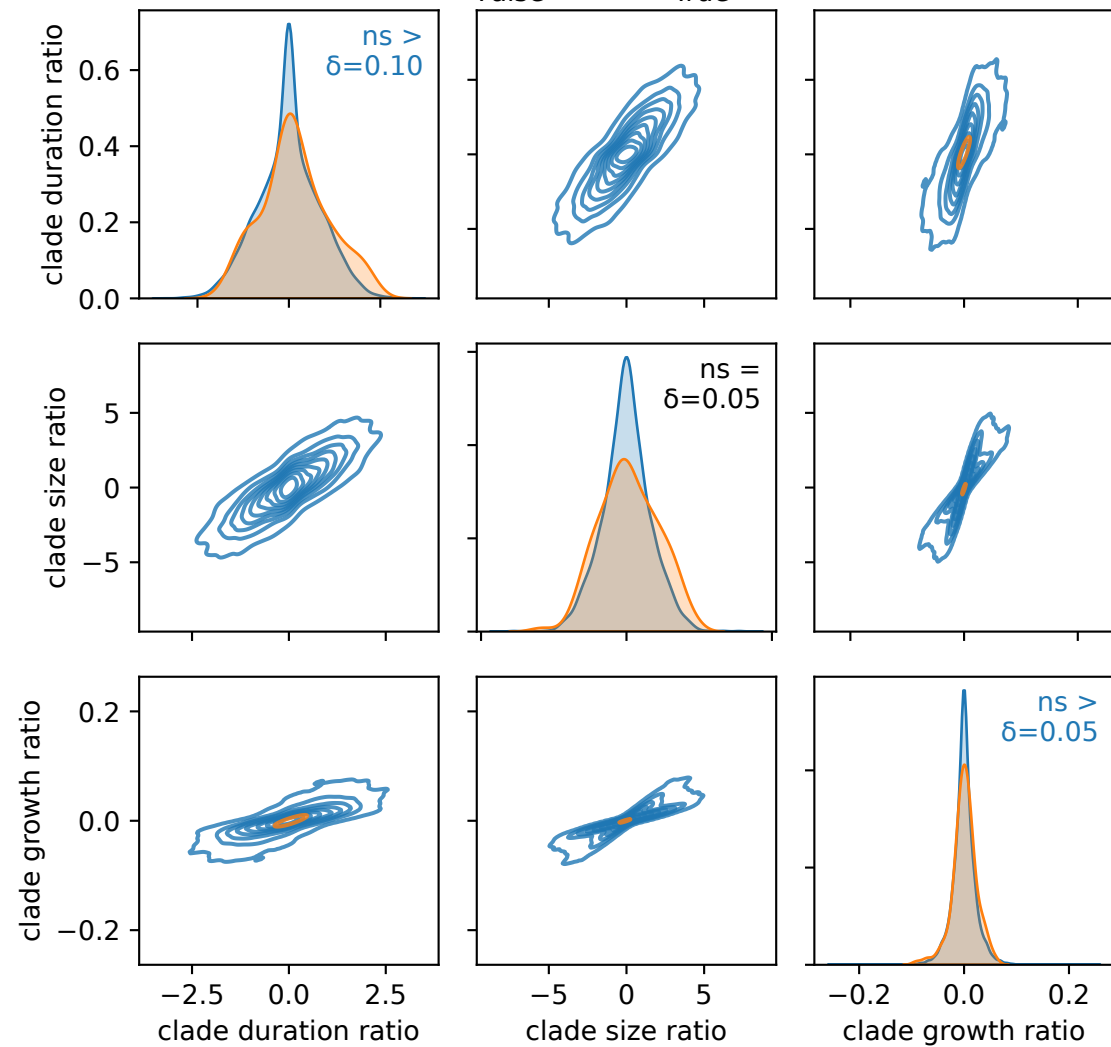 clade duration ratio
0.6
0.4
0.2
0.0
ns >
δ=0.10
clade size ratio
5
0
−5
ns =
δ=0.05
clade growth ratio
0.2
0.0
−0.2
ns >
δ=0.05
−2.5 0.0 2.5
−5 0 5
−0.2 0.0 0.2
clade duration ratio
clade size ratio
clade growth ratio